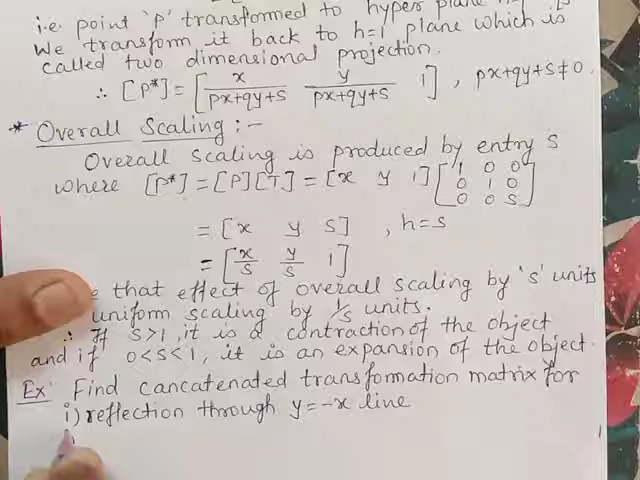 i.e. point 'p' transformed to hyper plane
We transform it back to h=1 plane which is
called two dimensional projection.
∴ [P*] = [x/(px+qy+s) y/(px+qy+s) 1] , px+qy+s≠0.
* Overall Scaling :-
Overall scaling is produced by entry S
where [P*] = [P][T] = [x y 1] [1 0 0
0 1 0
0 0 S]
= [x y S] , h=s
= [x/s y/s 1]
that effect of overall scaling by 's' units
uniform scaling by 1/s units.
∴ If S>1, it is a contraction of the object
and if 0<S<1, it is an expansion of the object.
Ex: Find cancatenated transformation matrix for
i) reflection through y=-x line